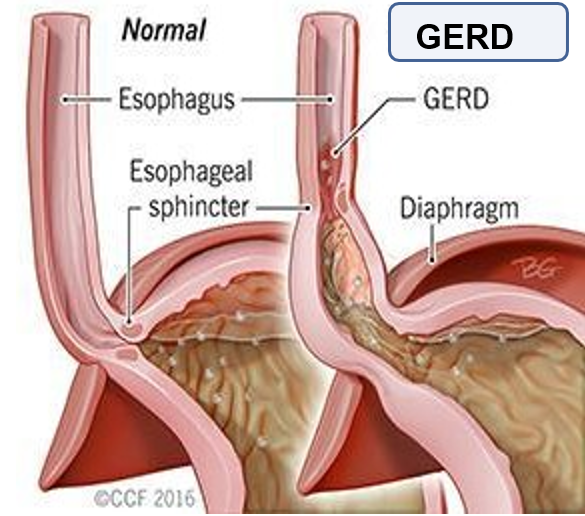 Normal
GERD
Esophagus
GERD
Esophageal
sphincter
Diaphragm
BG
©CCF 2016